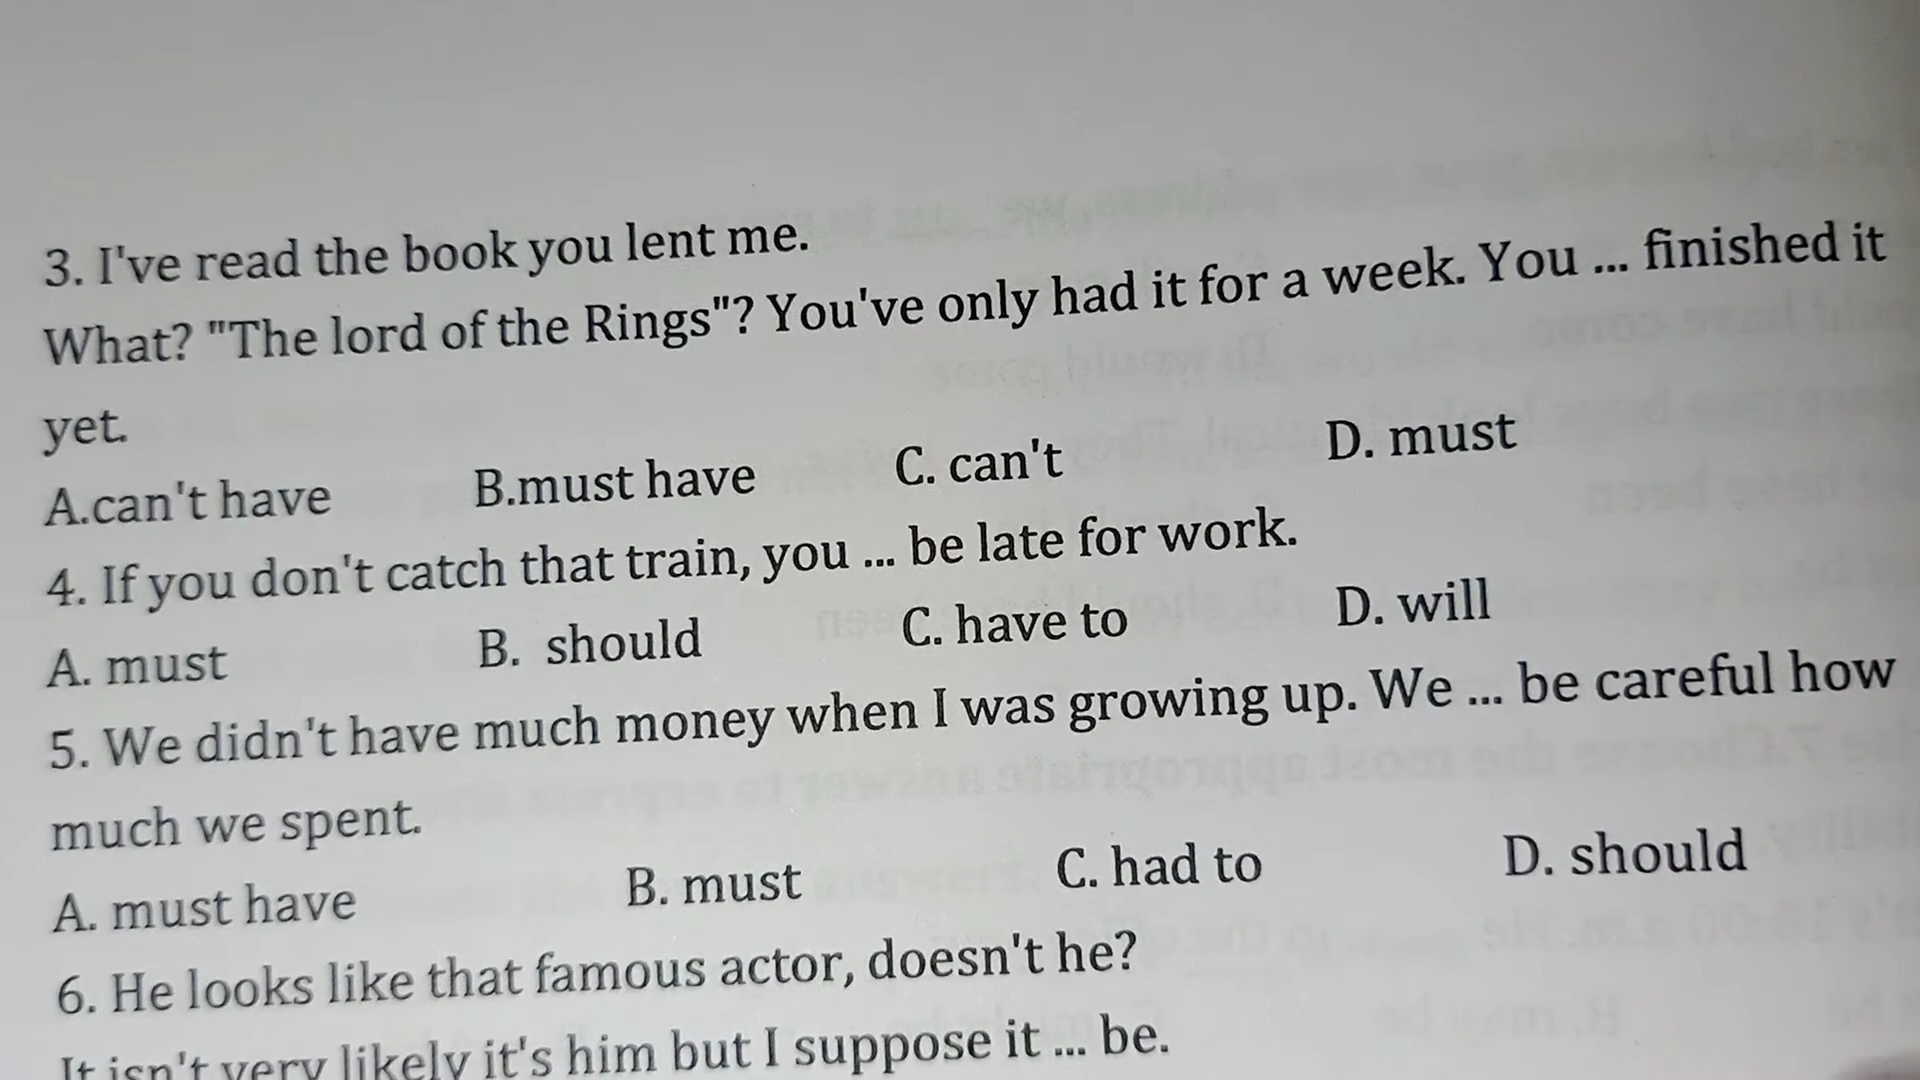 3. I've read the book you lent me.
What? "The lord of the Rings"? You've only had it for a week. You ... finished it
yet.
A.can't have B.must have C. can't D. must
4. If you don't catch that train, you ... be late for work.
A. must B. should C. have to D. will
5. We didn't have much money when I was growing up. We ... be careful how
much we spent.
A. must have B. must C. had to D. should
6. He looks like that famous actor, doesn't he?
It isn't very likely it's him but I suppose it ... be.